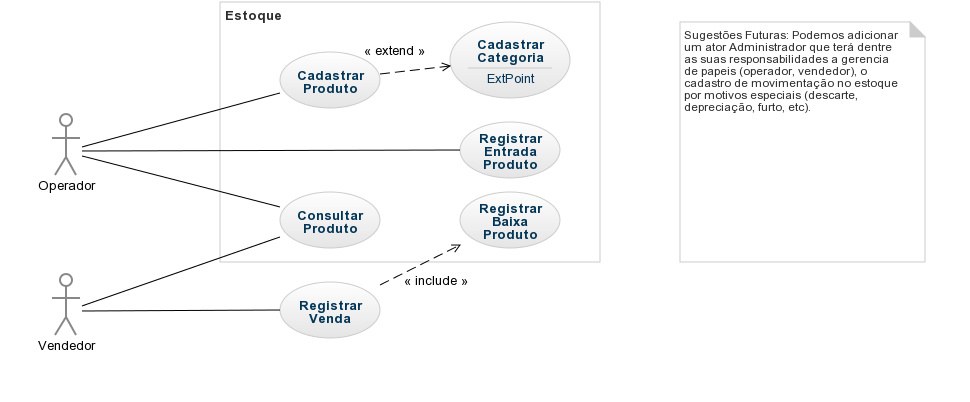 Estoque
« extend »
Cadastrar
Produto
Cadastrar
Categoria
ExtPoint
Registrar
Entrada
Produto
Operador
Consultar
Produto
Registrar
Baixa
Produto
« include »
Registrar
Venda
Vendedor
Sugestões Futuras: Podemos adicionar
um ator Administrador que terá dentre
as suas responsabilidades a gerencia
de papeis (operador, vendedor), o
cadastro de movimentação no estoque
por motivos especiais (descarte,
depreciação, furto, etc).